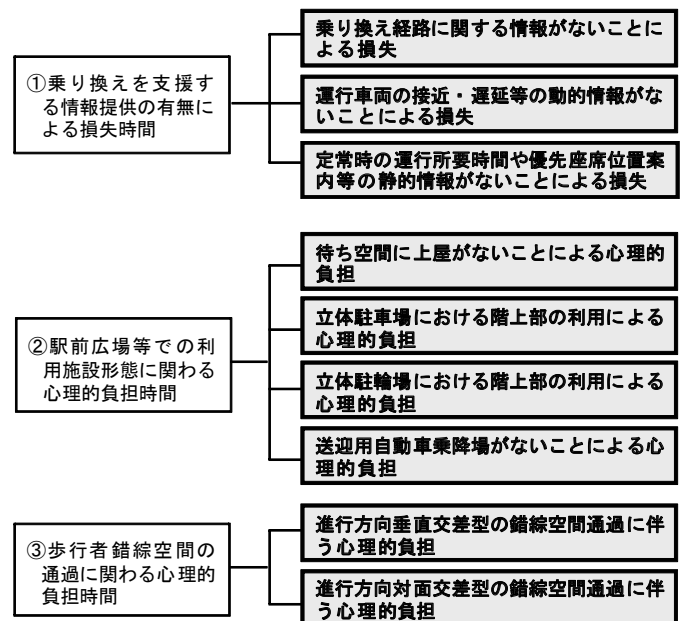 ①乗り換えを支援す
る情報提供の有無に
よる損失時間
乗り換え経路に関する情報がないことに
よる損失
運行車両の接近・遅延等の動的情報がな
いことによる損失
定常時の運行所要時間や優先座席位置案
内等の静的情報がないことによる損失
②駅前広場等での利
用施設形態に関わる
心理的負担時間
待ち空間に上屋がないことによる心理的
負担
立体駐車場における階上部の利用による
心理的負担
立体駐輪場における階上部の利用による
心理的負担
送迎用自動車乗降場がないことによる心
理的負担
③歩行者錯綜空間の
通過に関わる心理的
負担時間
進行方向垂直交差型の錯綜空間通過に伴
う心理的負担
進行方向対面交差型の錯綜空間通過に伴
う心理的負担